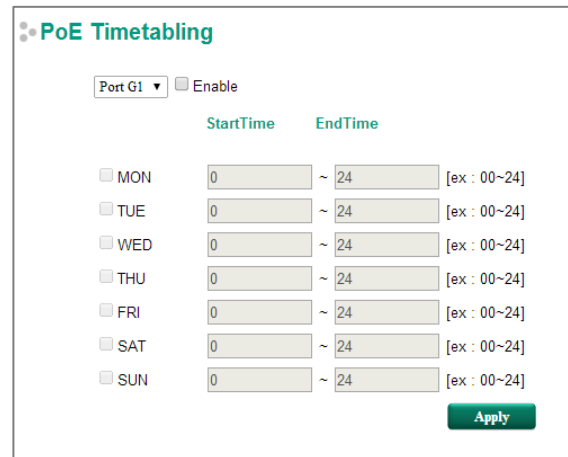 PoE Timetabling
Port G1 Enable
StartTime EndTime
MON 0 ~ 24 [ex : 00~24]
TUE 0 ~ 24 [ex : 00~24]
WED 0 ~ 24 [ex : 00~24]
THU 0 ~ 24 [ex : 00~24]
FRI 0 ~ 24 [ex : 00~24]
SAT 0 ~ 24 [ex : 00~24]
SUN 0 ~ 24 [ex : 00~24]
Apply